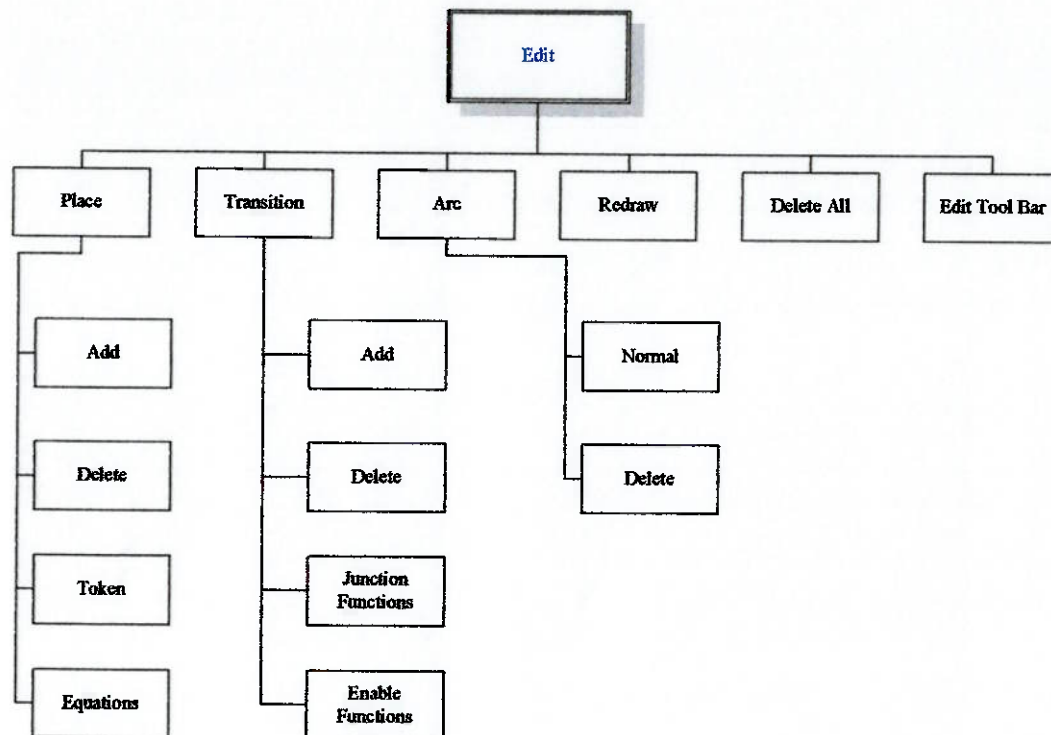 Edit
Place
Transition
Arc
Redraw
Delete All
Edit Tool Bar
Add
Add
Normal
Delete
Delete
Delete
Token
Junction
Functions
Equations
Enable
Functions